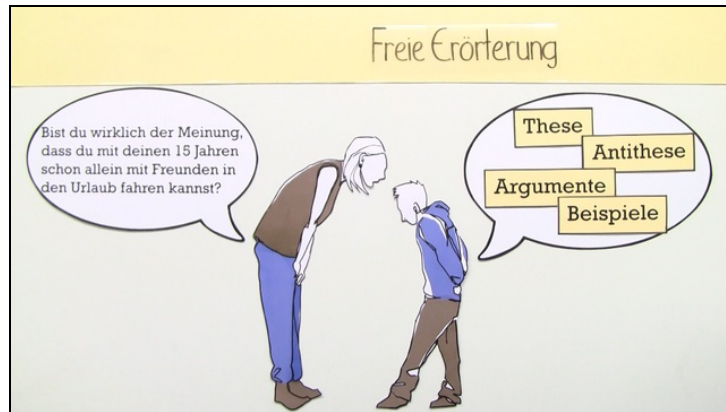 Freie Erörterung
Bist du wirklich der Meinung,
dass du mit deinen 15 Jahren
schon allein mit Freunden in
den Urlaub fahren kannst?
These
Antithese
Argumente
Beispiele